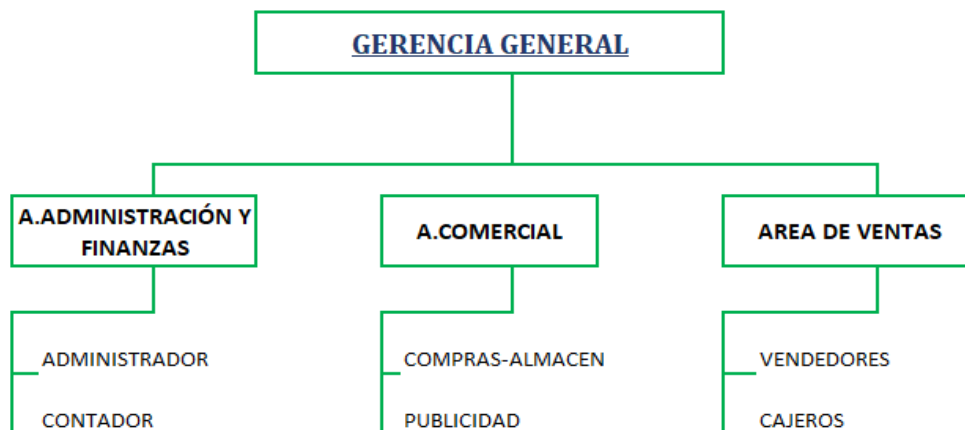 GERENCIA GENERAL
A.ADMINISTRACIÓN Y
FINANZAS
A.COMERCIAL
AREA DE VENTAS
ADMINISTRADOR
COMPRAS-ALMACEN
VENDEDORES
CONTADOR
PUBLICIDAD
CAJEROS